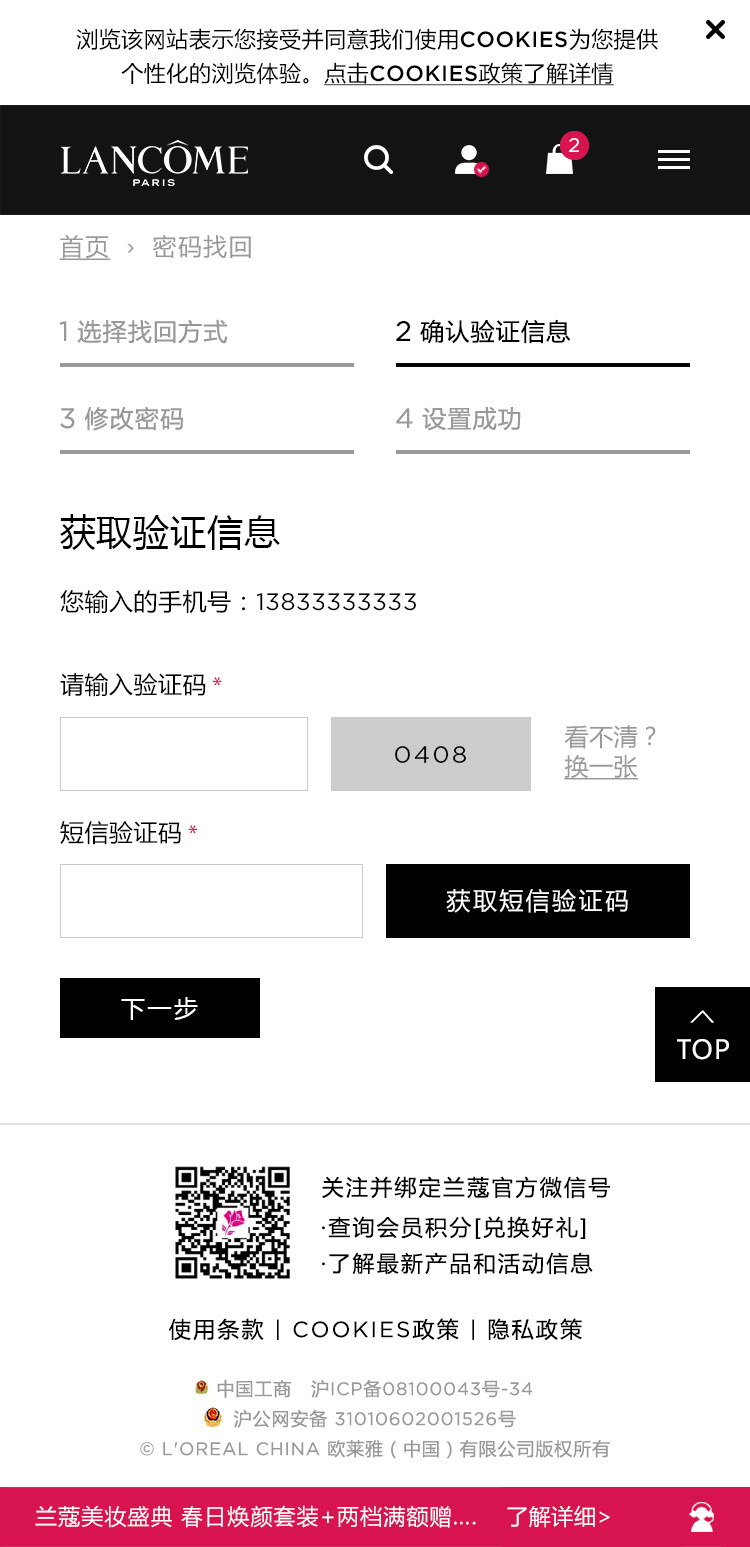 浏览该网站表示您接受并同意我们使用COOKIES为您提供
个性化的浏览体验。点击COOKIES政策了解详情
LANCÔME
PARIS
2
首页 › 密码找回
1 选择找回方式
2 确认验证信息
3 修改密码
4 设置成功
获取验证信息
您输入的手机号：13833333333
请输入验证码 *
0408
看不清？
换一张
短信验证码 *
获取短信验证码
下一步
TOP
关注并绑定兰蔻官方微信号
·查询会员积分[兑换好礼]
·了解最新产品和活动信息
使用条款 | COOKIES政策 | 隐私政策
中国工商 沪ICP备08100043号-34
沪公网安备 31010602001526号
© L'OREAL CHINA 欧莱雅（中国）有限公司版权所有
兰蔻美妆盛典 春日焕颜套装+两档满额赠.... 了解详细>